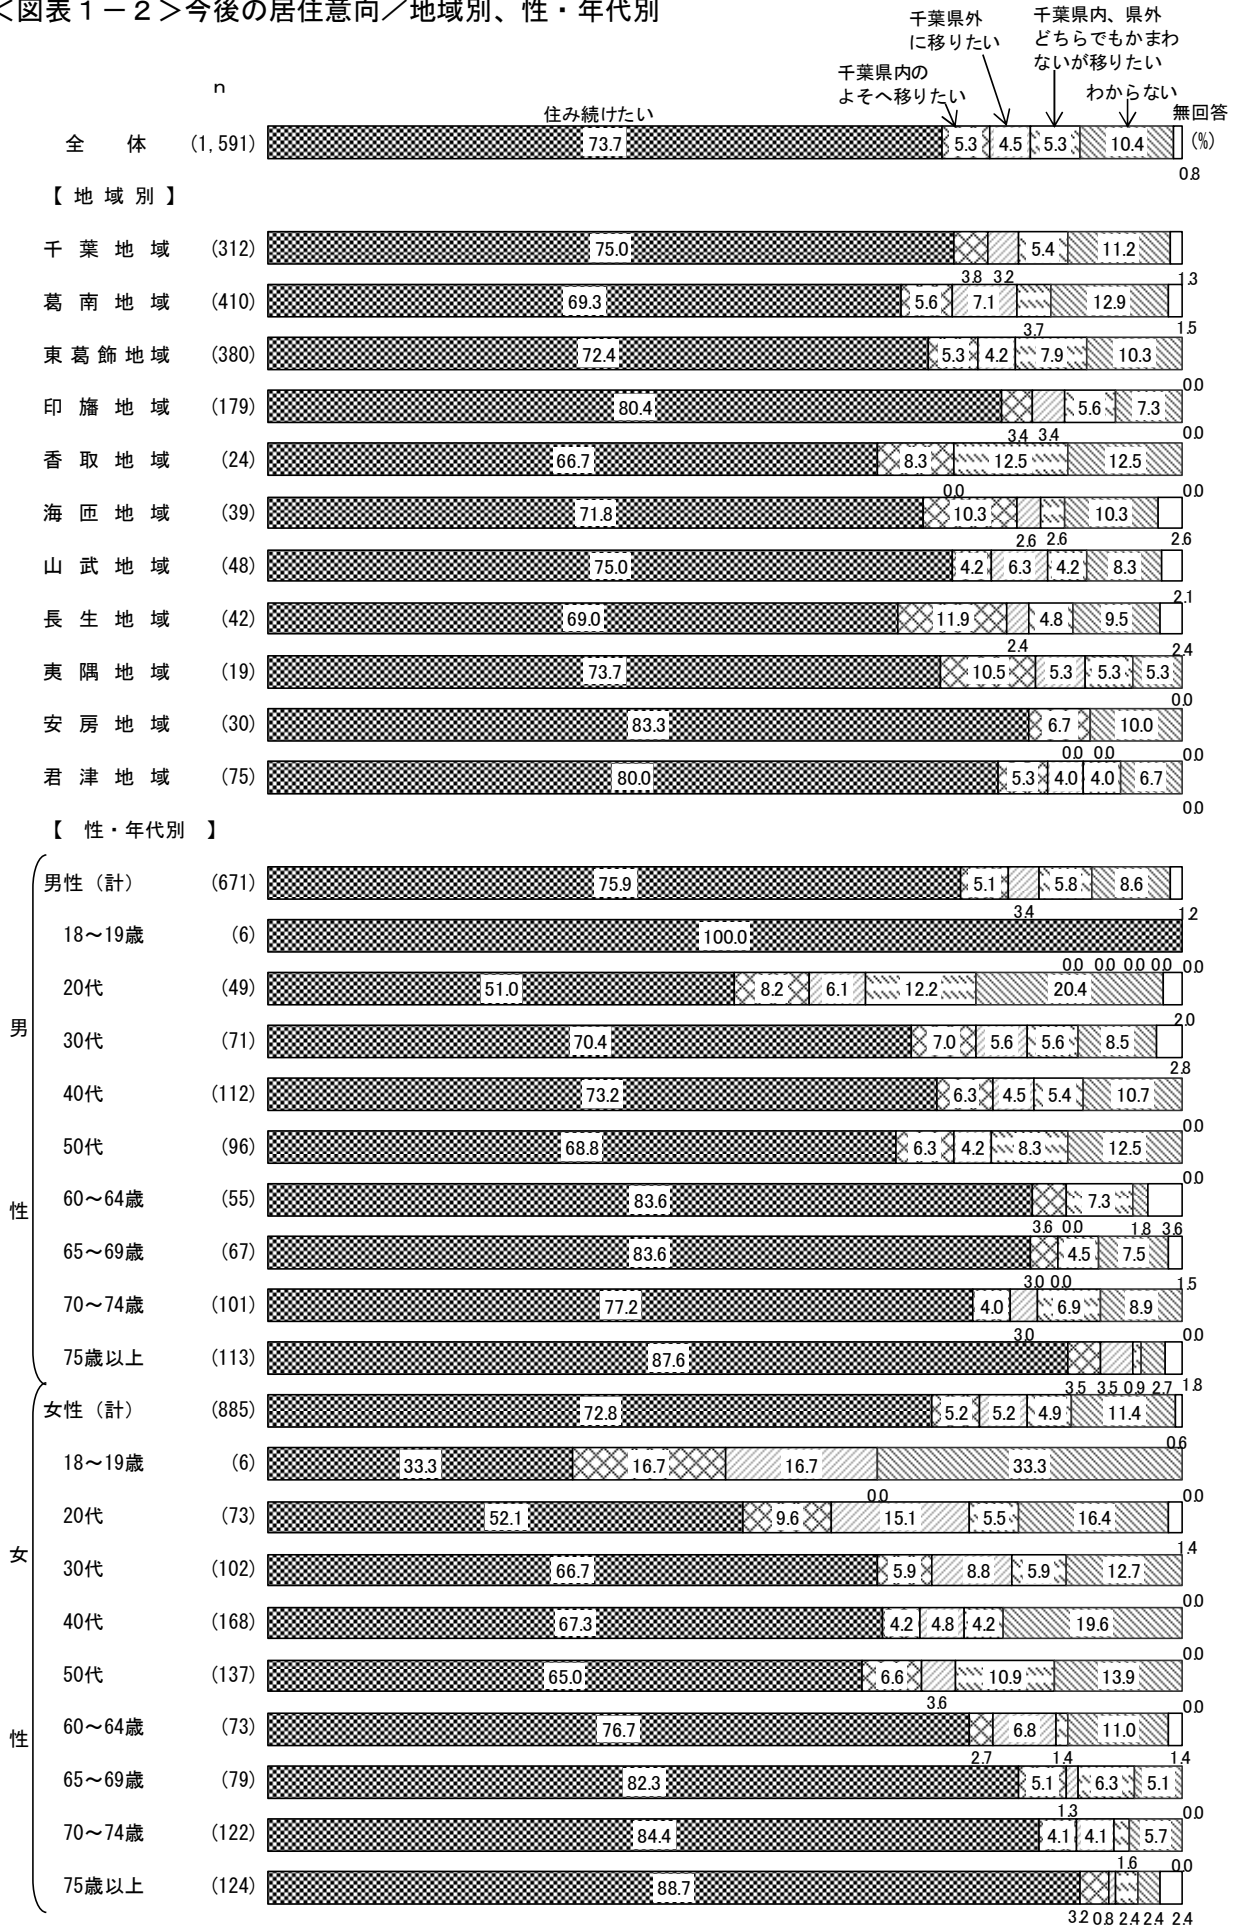 ＜図表１－２＞今後の居住意向／地域別、性・年代別
千葉県外
に移りたい
千葉県内、県外
どちらでもかまわ
ないが移りたい
千葉県内の
よそへ移りたい
わからない
無回答
n
住み続けたい
(%)
全体 (1,591) 73.7 5.3 4.5 5.3 10.4
0.8
【地域別】
千葉地域 (312) 75.0 5.4 11.2
3.8 3.2 1.3
葛南地域 (410) 69.3 5.6 7.1 12.9
3.7 1.5
東葛飾地域 (380) 72.4 5.3 4.2 7.9 10.3
0.0
印旛地域 (179) 80.4 5.6 7.3
3.4 3.4 0.0
香取地域 (24) 66.7 8.3 12.5 12.5
0.0 0.0
海匝地域 (39) 71.8 10.3 10.3
2.6 2.6 2.6
山武地域 (48) 75.0 4.2 6.3 4.2 8.3
2.1
長生地域 (42) 69.0 11.9 4.8 9.5
2.4 2.4
夷隅地域 (19) 73.7 10.5 5.3 5.3 5.3
0.0
安房地域 (30) 83.3 6.7 10.0
0.0 0.0 0.0
君津地域 (75) 80.0 5.3 4.0 4.0 6.7
0.0
【性・年代別】
男性
男性（計） (671) 75.9 5.1 5.8 8.6
3.4 1.2
18～19歳 (6) 100.0
0.0 0.0 0.0 0.0 0.0
20代 (49) 51.0 8.2 6.1 12.2 20.4
2.0
30代 (71) 70.4 7.0 5.6 5.6 8.5
2.8
40代 (112) 73.2 6.3 4.5 5.4 10.7
0.0
50代 (96) 68.8 6.3 4.2 8.3 12.5
0.0
60～64歳 (55) 83.6 7.3
3.6 0.0 1.8 3.6
65～69歳 (67) 83.6 4.5 7.5
3.0 0.0 1.5
70～74歳 (101) 77.2 4.0 6.9 8.9
3.0 0.0
75歳以上 (113) 87.6
3.5 3.5 0.9 2.7 1.8
女性
女性（計） (885) 72.8 5.2 5.2 4.9 11.4
0.6
18～19歳 (6) 33.3 16.7 16.7 33.3
0.0 0.0
20代 (73) 52.1 9.6 15.1 5.5 16.4
1.4
30代 (102) 66.7 5.9 8.8 5.9 12.7
0.0
40代 (168) 67.3 4.2 4.8 4.2 19.6
0.0
50代 (137) 65.0 6.6 10.9 13.9
3.6 0.0
60～64歳 (73) 76.7 6.8 11.0
2.7 1.4 1.4
65～69歳 (79) 82.3 5.1 6.3 5.1
1.3 0.0
70～74歳 (122) 84.4 4.1 4.1 5.7
1.6 0.0
75歳以上 (124) 88.7
3.2 0.8 2.4 2.4 2.4